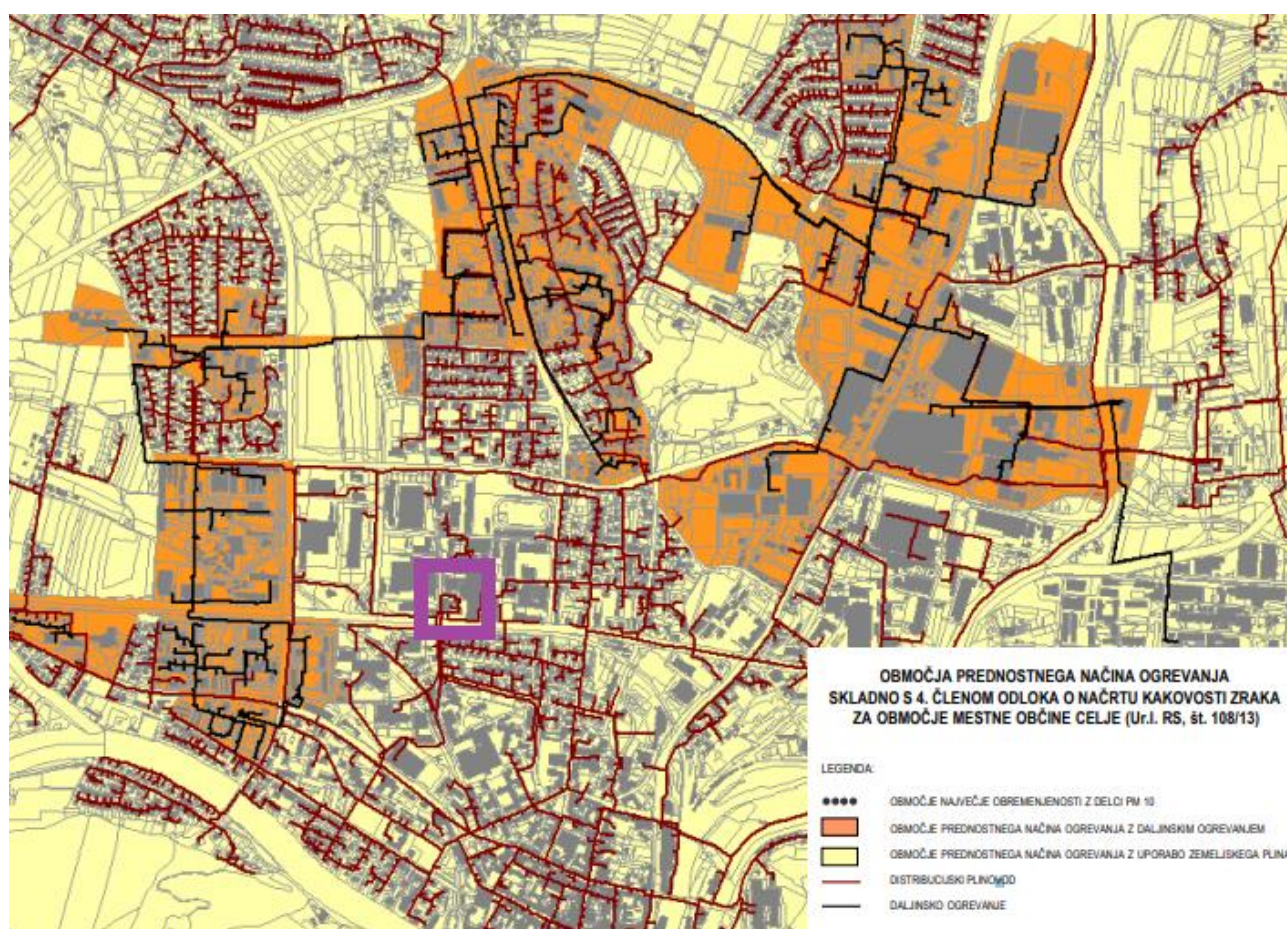 OBMOČJA PREDNOSTNEGA NAČINA OGREVANJA
SKLADNO S 4. ČLENOM ODLOKA O NAČRTU KAKOVOSTI ZRAKA
ZA OBMOČJE MESTNE OBČINE CELJE (Ur.l. RS, št. 108/13)
LEGENDA:
OBMOČJE NAJVEČJE OBREMENJENOSTI Z DELCI PM 10
OBMOČJE PREDNOSTNEGA NAČINA OGREVANJA Z DALJINSKIM OGREVANJEM
OBMOČJE PREDNOSTNEGA NAČINA OGREVANJA Z UPORABO ZEMELJSKEGA PLINA
DISTRIBUCIJSKI PLINOVOD
DALJINSKO OGREVANJE